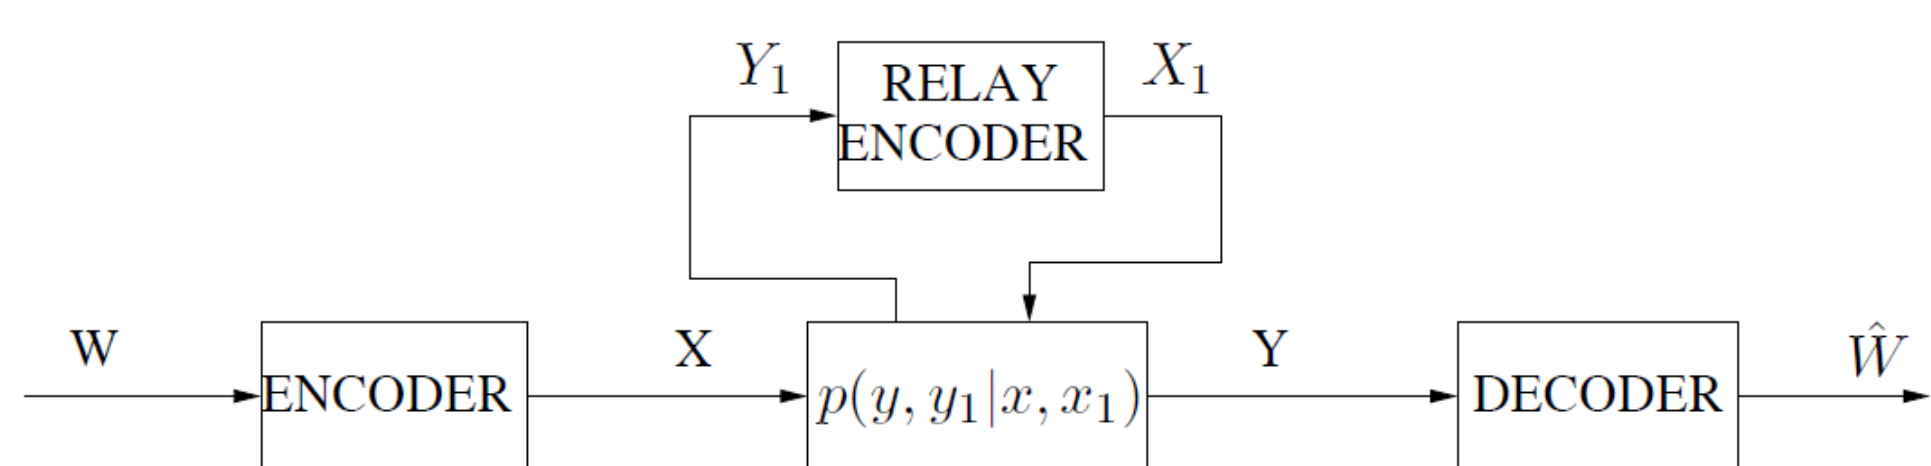 Y₁
RELAY
ENCODER
X₁
W
ENCODER
X
p(y, y₁|x, x₁)
Y
DECODER
Ŵ